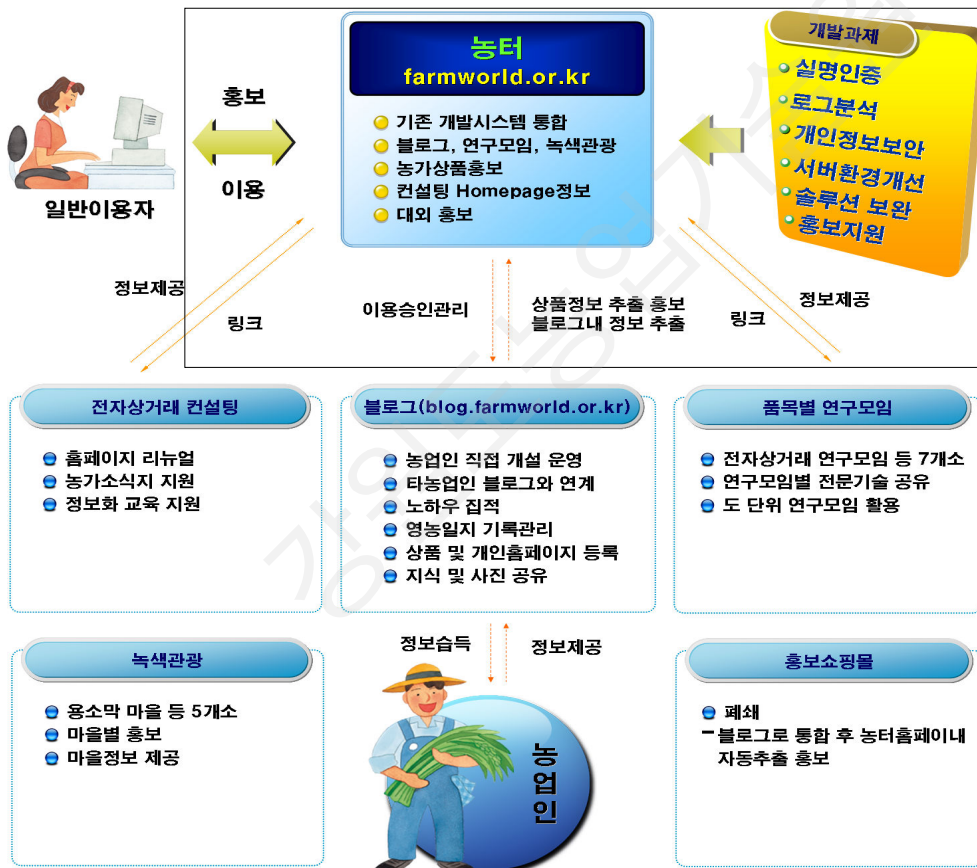 농터
farmworld.or.kr
기존 개발시스템 통합
블로그, 연구모임, 녹색관광
농가상품홍보
컨설팅 Homepage정보
대외 홍보
개발과제
실명인증
로그분석
개인정보보안
서버환경개선
솔루션 보완
홍보지원
홍보
이용
일반이용자
정보제공
링크
이용승인관리
상품정보 추출 홍보
블로그내 정보 추출
정보제공
링크
전자상거래 컨설팅
홈페이지 리뉴얼
농가소식지 지원
정보화 교육 지원
블로그(blog.farmworld.or.kr)
농업인 직접 개설 운영
타농업인 블로그와 연계
노하우 집적
영농일지 기록관리
상품 및 개인홈페이지 등록
지식 및 사진 공유
품목별 연구모임
전자상거래 연구모임 등 7개소
연구모임별 전문기술 공유
도 단위 연구모임 활용
녹색관광
용소막 마을 등 5개소
마을별 홍보
마을정보 제공
정보습득
정보제공
농업인
홍보쇼핑몰
폐쇄
-블로그로 통합 후 농터홈페이내
자동추출 홍보
강원도농업기술원